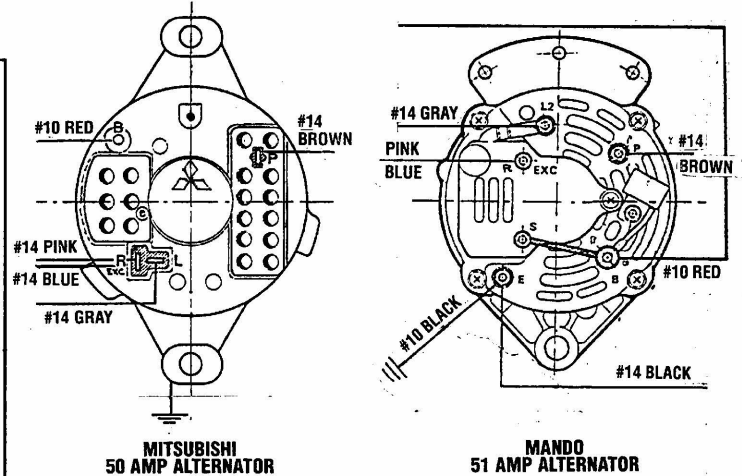 #10 RED
B
#14
BROWN
P
#14 PINK
R
EXC.
L
#14 BLUE
#14 GRAY
MITSUBISHI
50 AMP ALTERNATOR
#14 GRAY
L2
PINK
BLUE
R
EXC
P
#14
BROWN
S
B
#10 RED
E
#10 BLACK
#14 BLACK
MANDO
51 AMP ALTERNATOR